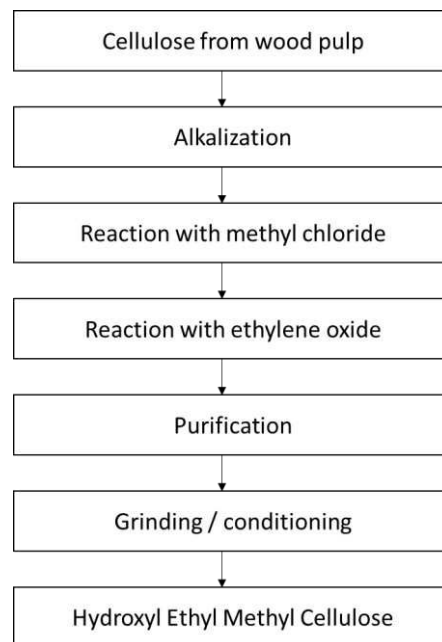 Cellulose from wood pulp
Alkalization
Reaction with methyl chloride
Reaction with ethylene oxide
Purification
Grinding / conditioning
Hydroxyl Ethyl Methyl Cellulose